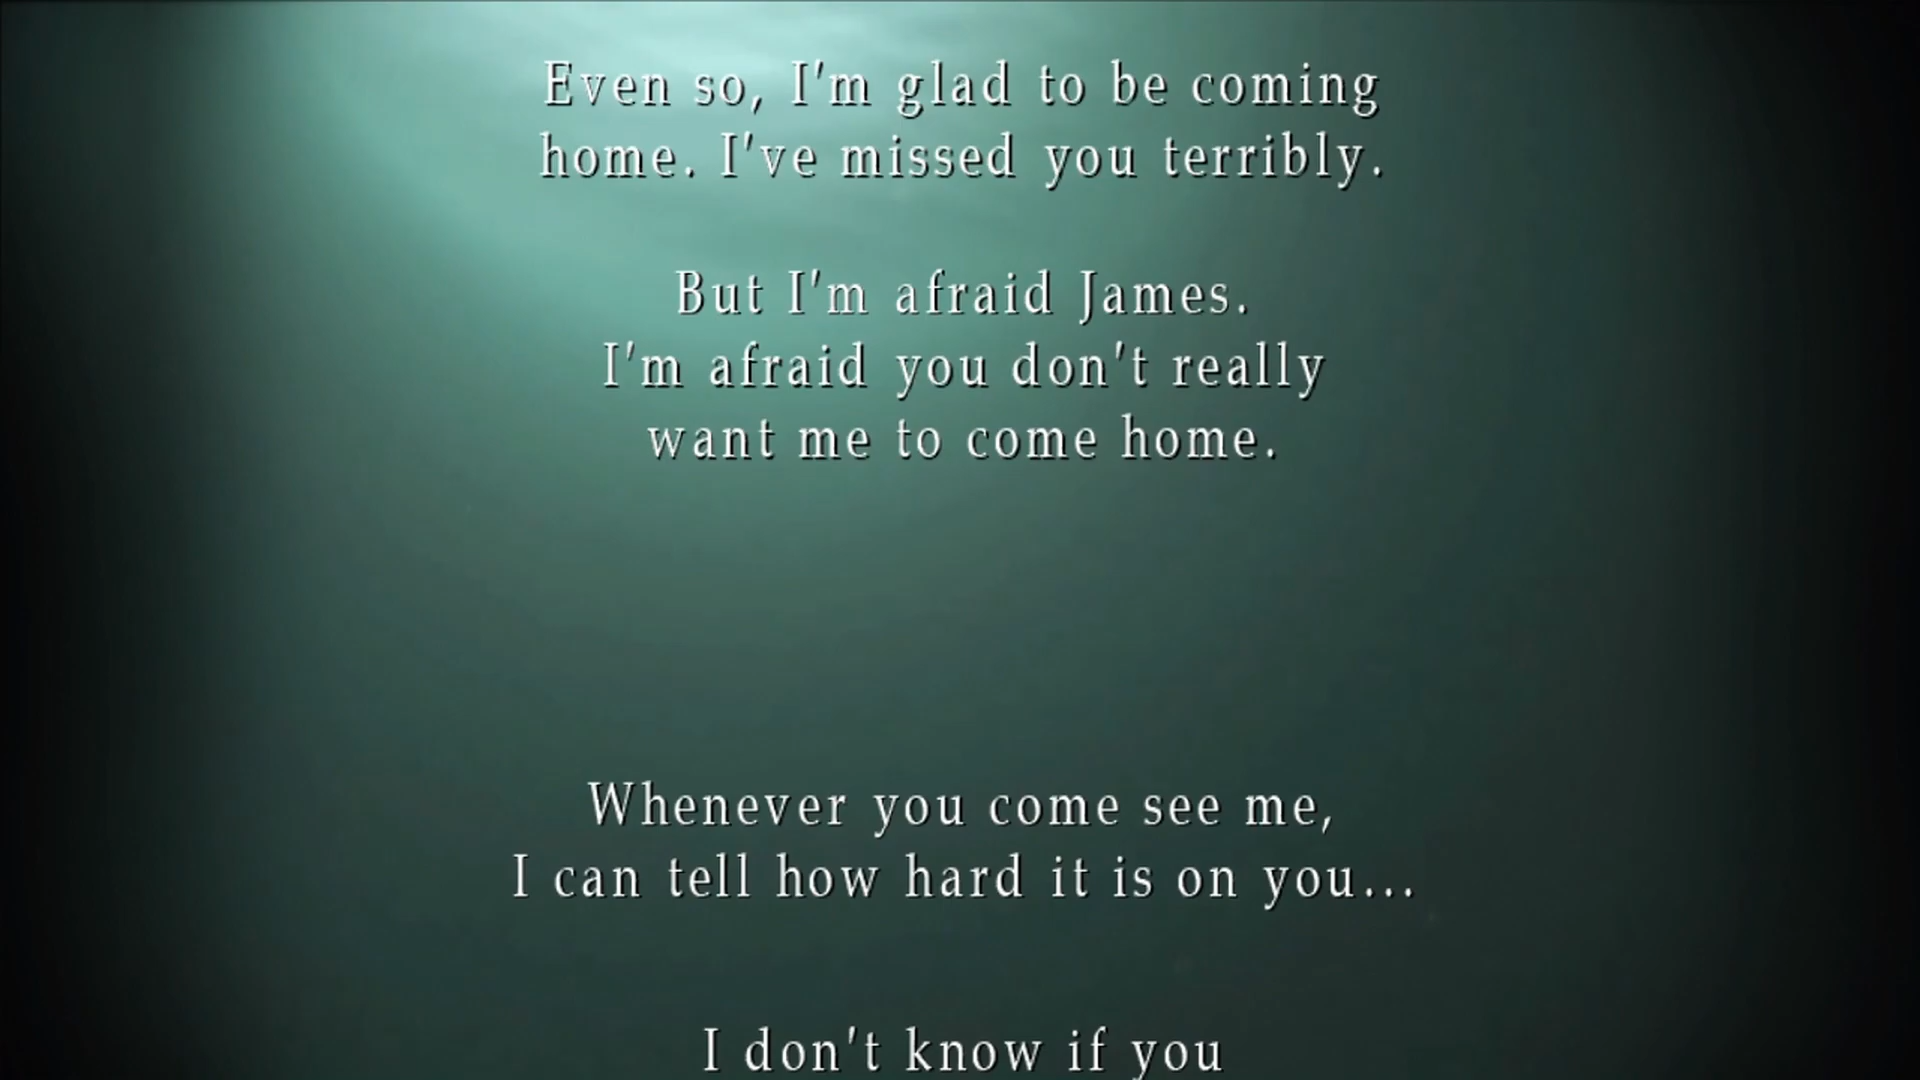 Even so, I'm glad to be coming
home. I've missed you terribly.
But I'm afraid James.
I'm afraid you don't really
want me to come home.
Whenever you come see me,
I can tell how hard it is on you...
I don't know if you